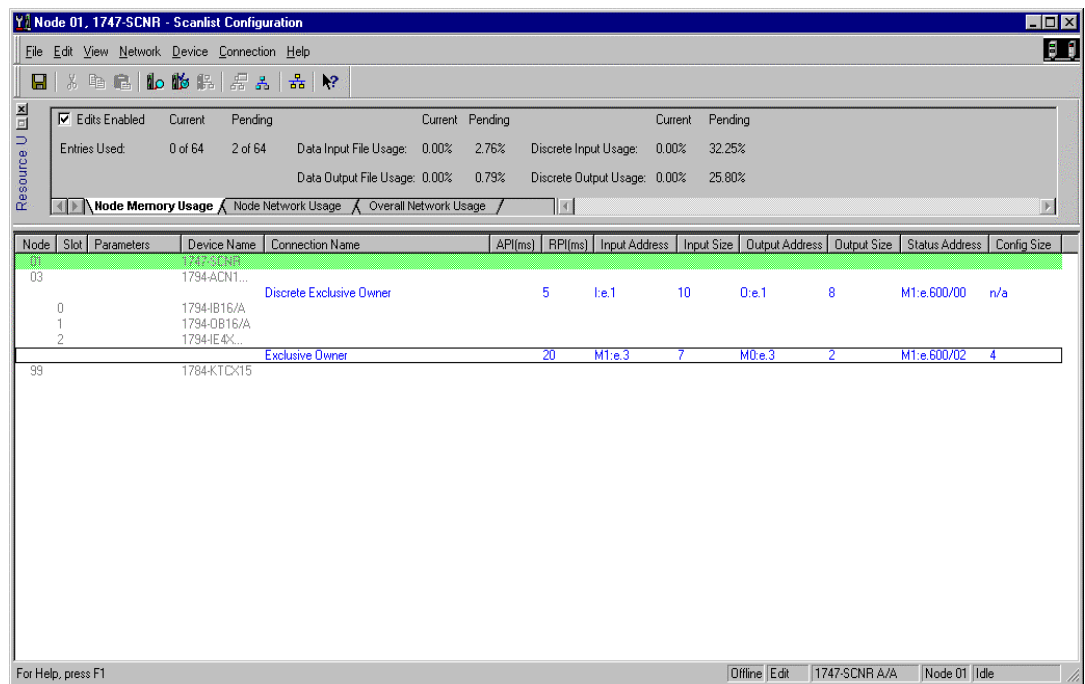 Node 01, 1747-SCNR - Scanlist Configuration
File Edit View Network Device Connection Help
Resource U
Edits Enabled Current Pending Current Pending Current Pending
Entries Used: 0 of 64 2 of 64 Data Input File Usage: 0.00% 2.76% Discrete Input Usage: 0.00% 32.25%
Data Output File Usage: 0.00% 0.79% Discrete Output Usage: 0.00% 25.80%
Node Memory Usage Node Network Usage Overall Network Usage
Node Slot Parameters Device Name Connection Name API(ms) RPI(ms) Input Address Input Size Output Address Output Size Status Address Config Size
01 1747-SCNR...
03 1794-ACN1...
Discrete Exclusive Owner 5 I:e.1 10 O:e.1 8 M1:e.600/00 n/a
0 1794-IB16/A
1 1794-OB16/A
2 1794-IE4X...
Exclusive Owner 20 M1:e.3 7 M0:e.3 2 M1:e.600/02 4
99 1784-KTCX15
For Help, press F1 Offline Edit 1747-SCNR A/A Node 01 Idle